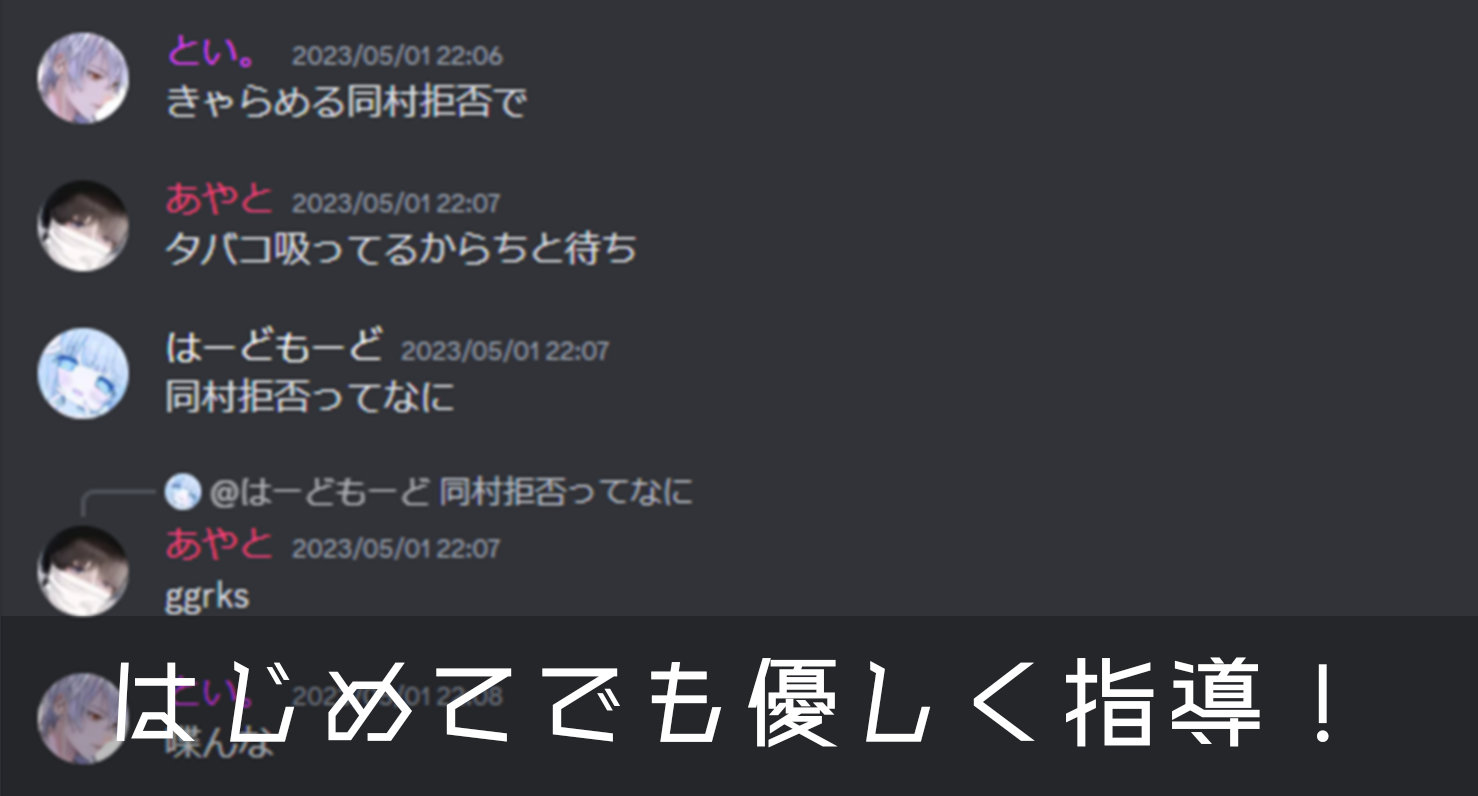 とい。 2023/05/01 22:06
きゃらめる同村拒否で
あやと 2023/05/01 22:07
タバコ吸ってるからちと待ち
はーどもーど 2023/05/01 22:07
同村拒否ってなに
@はーどもーど 同村拒否ってなに
あやと 2023/05/01 22:07
ggrks
とい。 2023/05/01 22:08
喋んな
はじめてでも優しく指導！